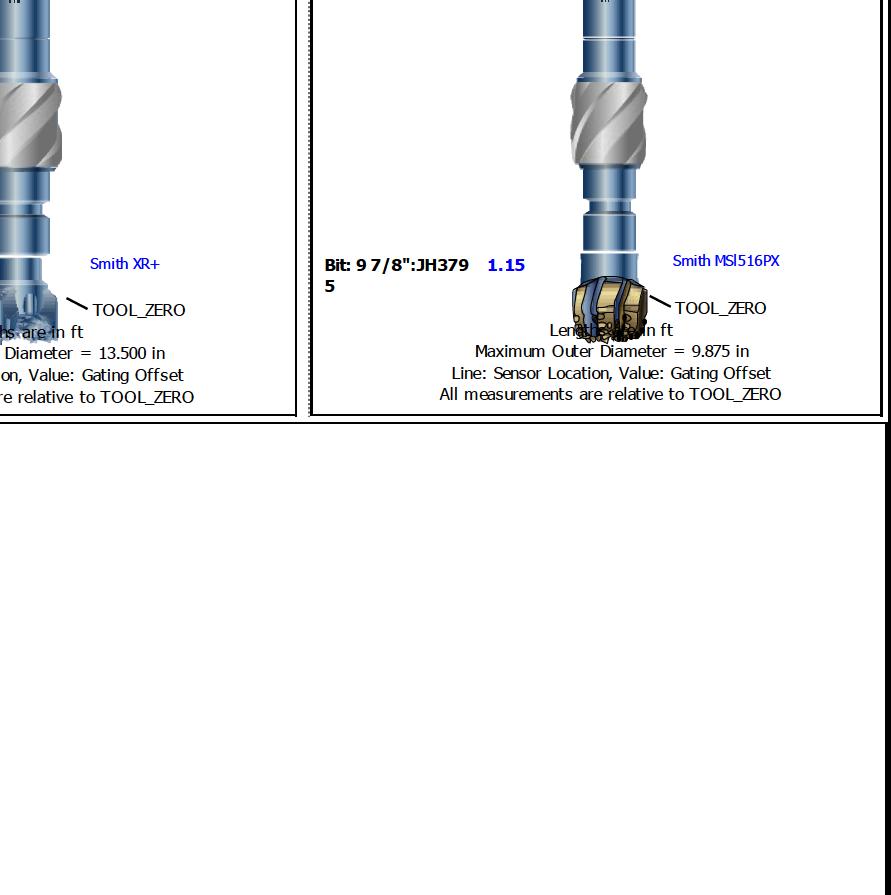 Smith XR+
TOOL_ZERO
hs are in ft
Diameter = 13.500 in
on, Value: Gating Offset
re relative to TOOL_ZERO
Bit: 9 7/8":JH379 1.15
5
Smith MSI516PX
TOOL_ZERO
Lengths are in ft
Maximum Outer Diameter = 9.875 in
Line: Sensor Location, Value: Gating Offset
All measurements are relative to TOOL_ZERO